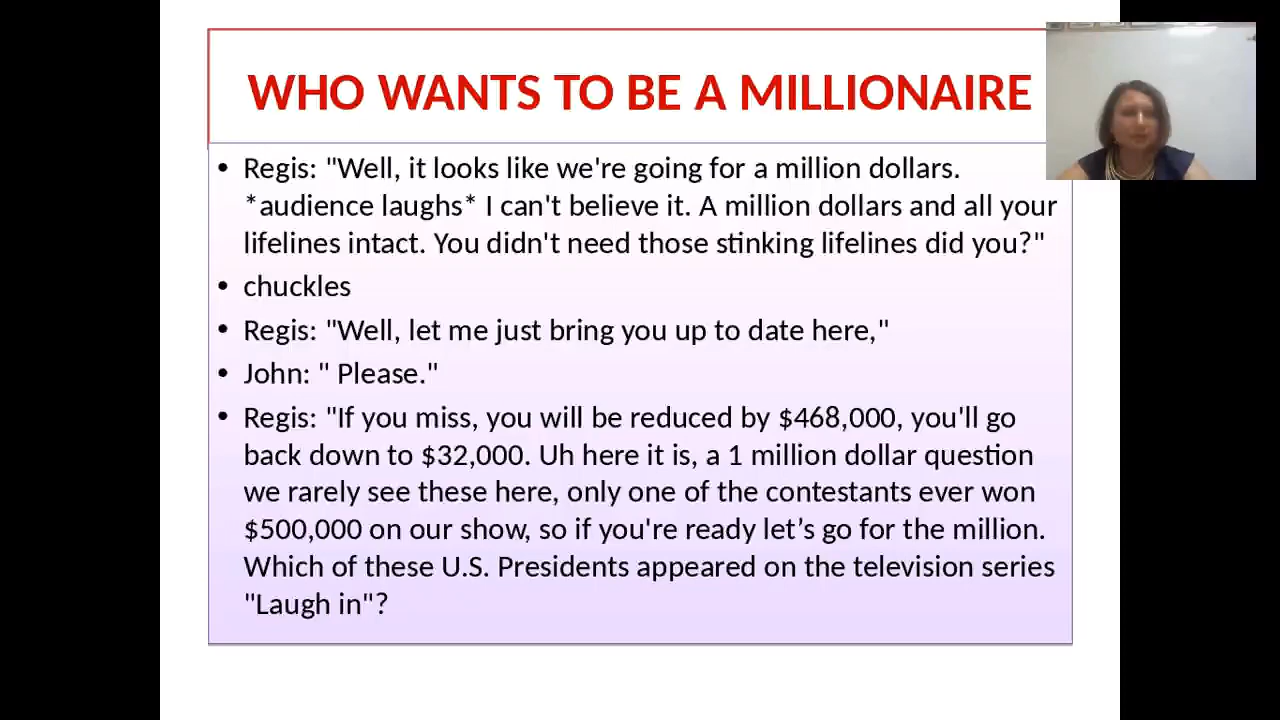 WHO WANTS TO BE A MILLIONAIRE
• Regis: "Well, it looks like we're going for a million dollars.
*audience laughs* I can't believe it. A million dollars and all your
lifelines intact. You didn't need those stinking lifelines did you?"
• chuckles
• Regis: "Well, let me just bring you up to date here,"
• John: " Please."
• Regis: "If you miss, you will be reduced by $468,000, you'll go
back down to $32,000. Uh here it is, a 1 million dollar question
we rarely see these here, only one of the contestants ever won
$500,000 on our show, so if you're ready let’s go for the million.
Which of these U.S. Presidents appeared on the television series
"Laugh in"?